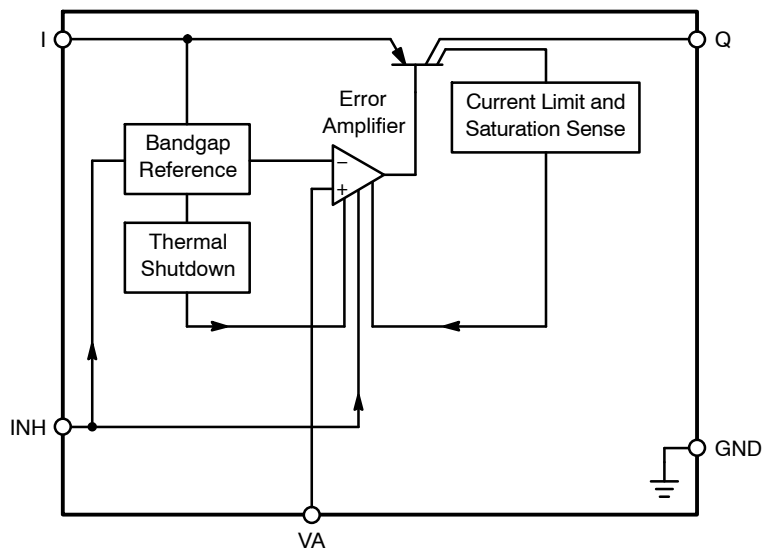 I
Q
Error
Amplifier
Current Limit and
Saturation Sense
Bandgap
Reference
−
+
Thermal
Shutdown
INH
GND
VA